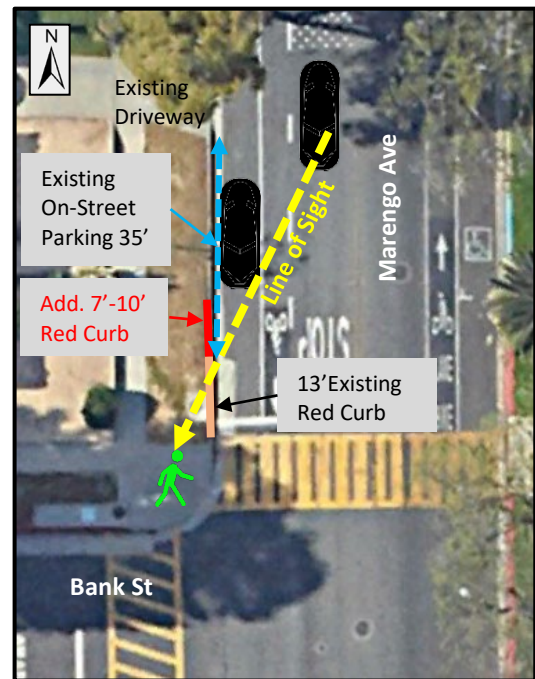 N
Existing
Driveway
Existing
On-Street
Parking 35’
Add. 7’-10’
Red Curb
Line of Sight
Marengo Ave
STOP
13’Existing
Red Curb
Bank St